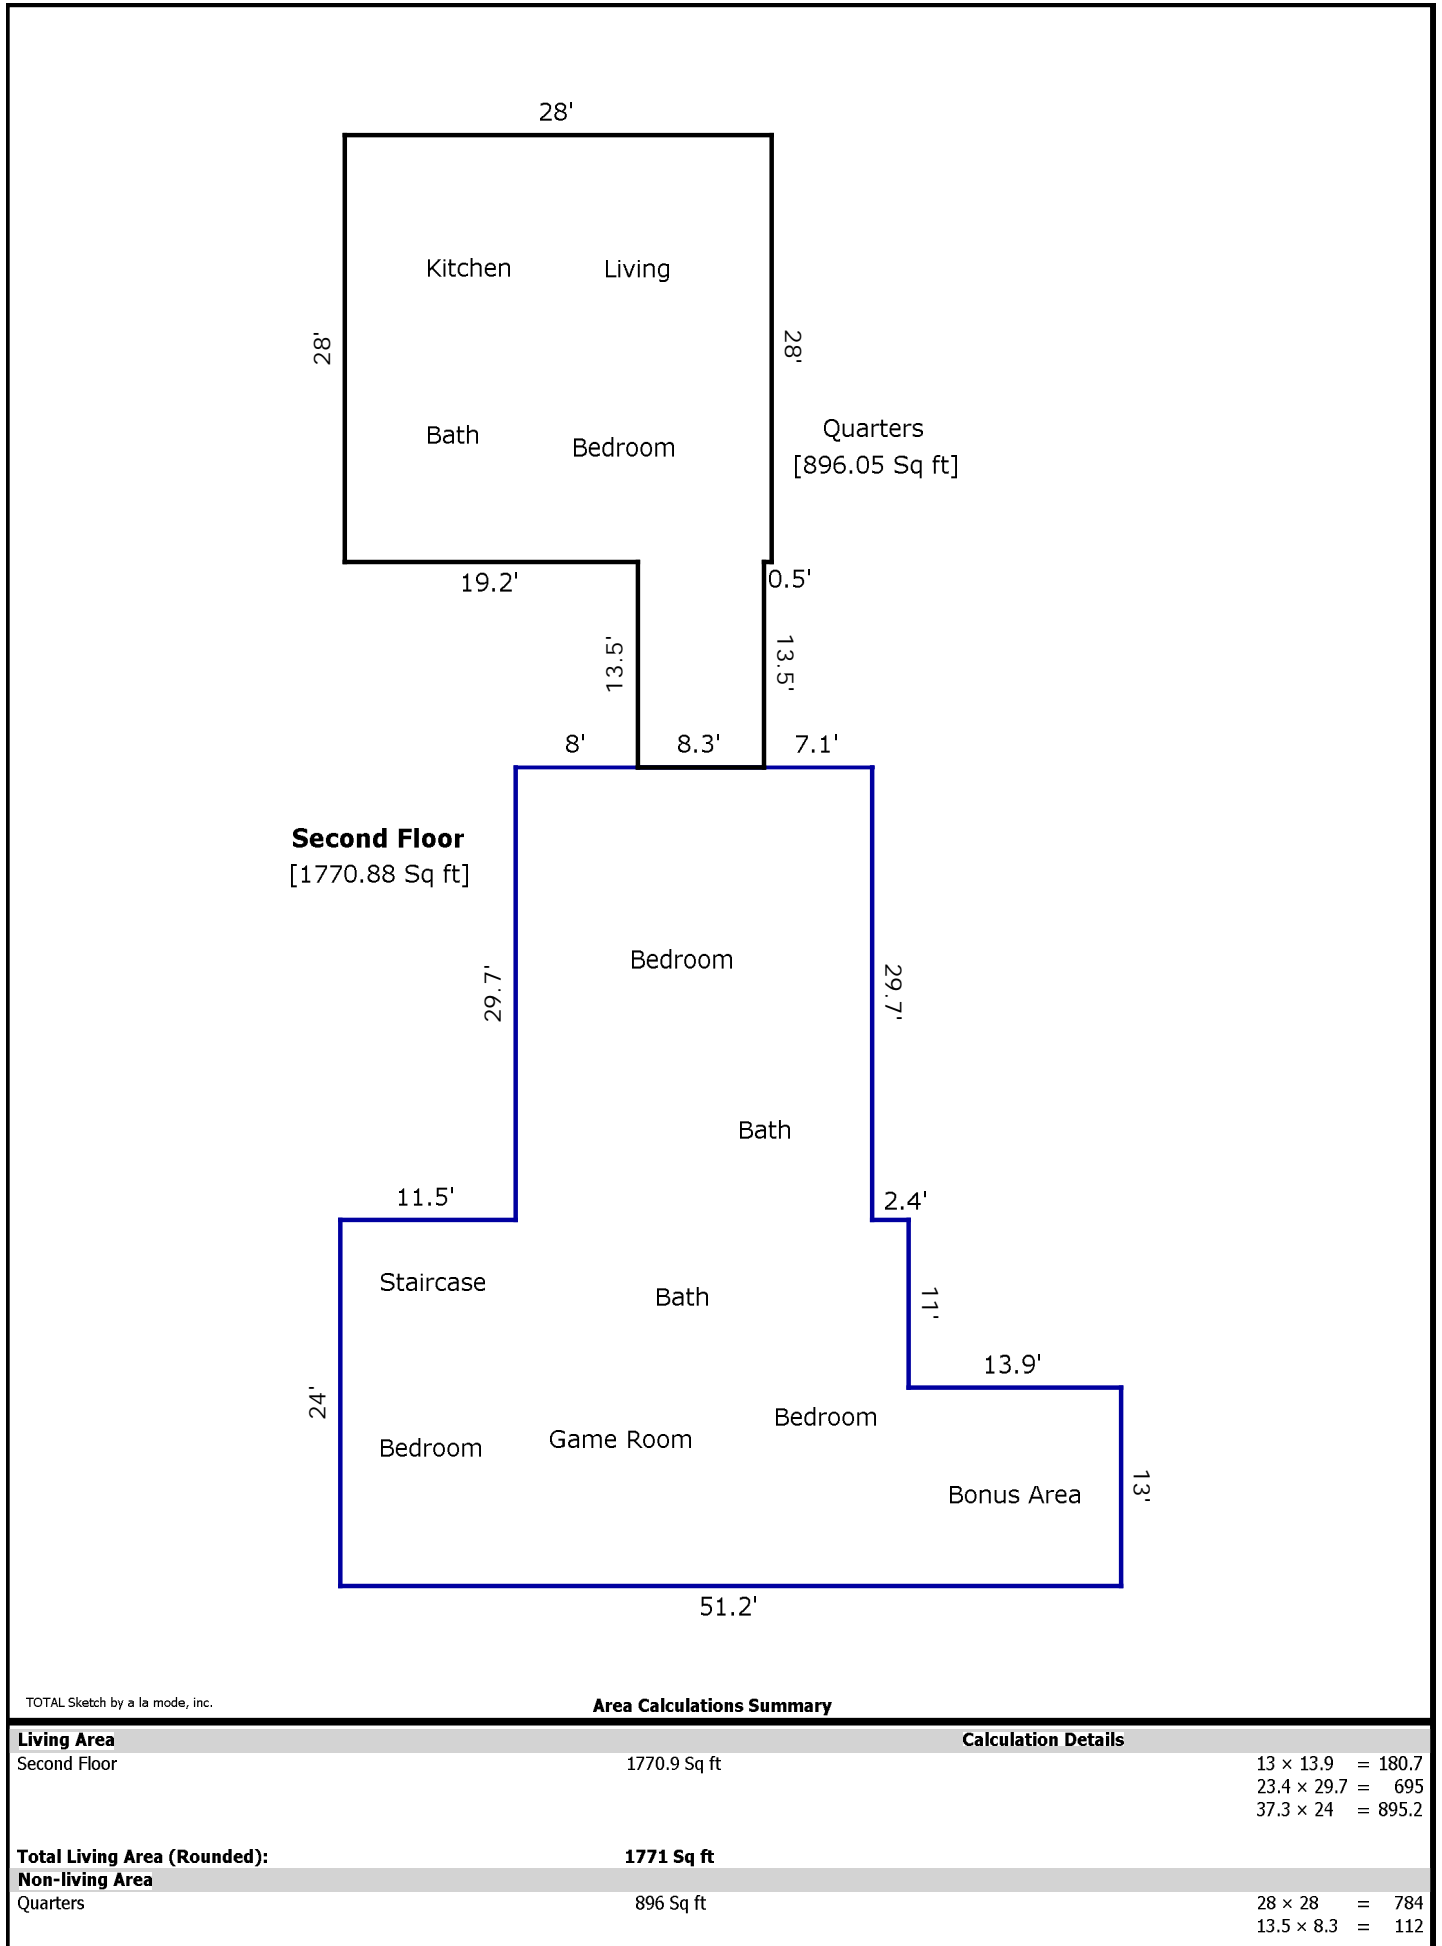 28'
Kitchen Living
28'
28'
Bath Bedroom
Quarters
[896.05 Sq ft]
19.2'
0.5'
13.5'
13.5'
8' 8.3' 7.1'
Second Floor
[1770.88 Sq ft]
Bedroom
29.7'
29.7'
Bath
11.5'
2.4'
Staircase
Bath
11'
13.9'
24'
Bedroom
Game Room
Bedroom
Bonus Area
13'
51.2'
TOTAL Sketch by a la mode, inc.
Area Calculations Summary
Living Area Calculation Details
Second Floor 1770.9 Sq ft 13 × 13.9 = 180.7
23.4 × 29.7 = 695
37.3 × 24 = 895.2
Total Living Area (Rounded): 1771 Sq ft
Non-living Area
Quarters 896 Sq ft 28 × 28 = 784
13.5 × 8.3 = 112